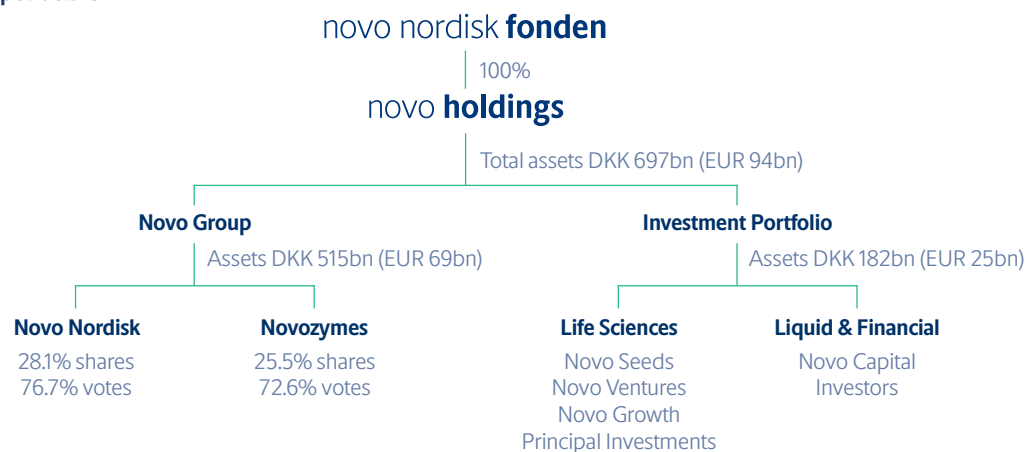 novo nordisk fonden
100%
novo holdings
Total assets DKK 697bn (EUR 94bn)
Novo Group
Investment Portfolio
Assets DKK 515bn (EUR 69bn)
Assets DKK 182bn (EUR 25bn)
Novo Nordisk
28.1% shares
76.7% votes
Novozymes
25.5% shares
72.6% votes
Life Sciences
Novo Seeds
Novo Ventures
Novo Growth
Principal Investments
Liquid & Financial
Novo Capital
Investors